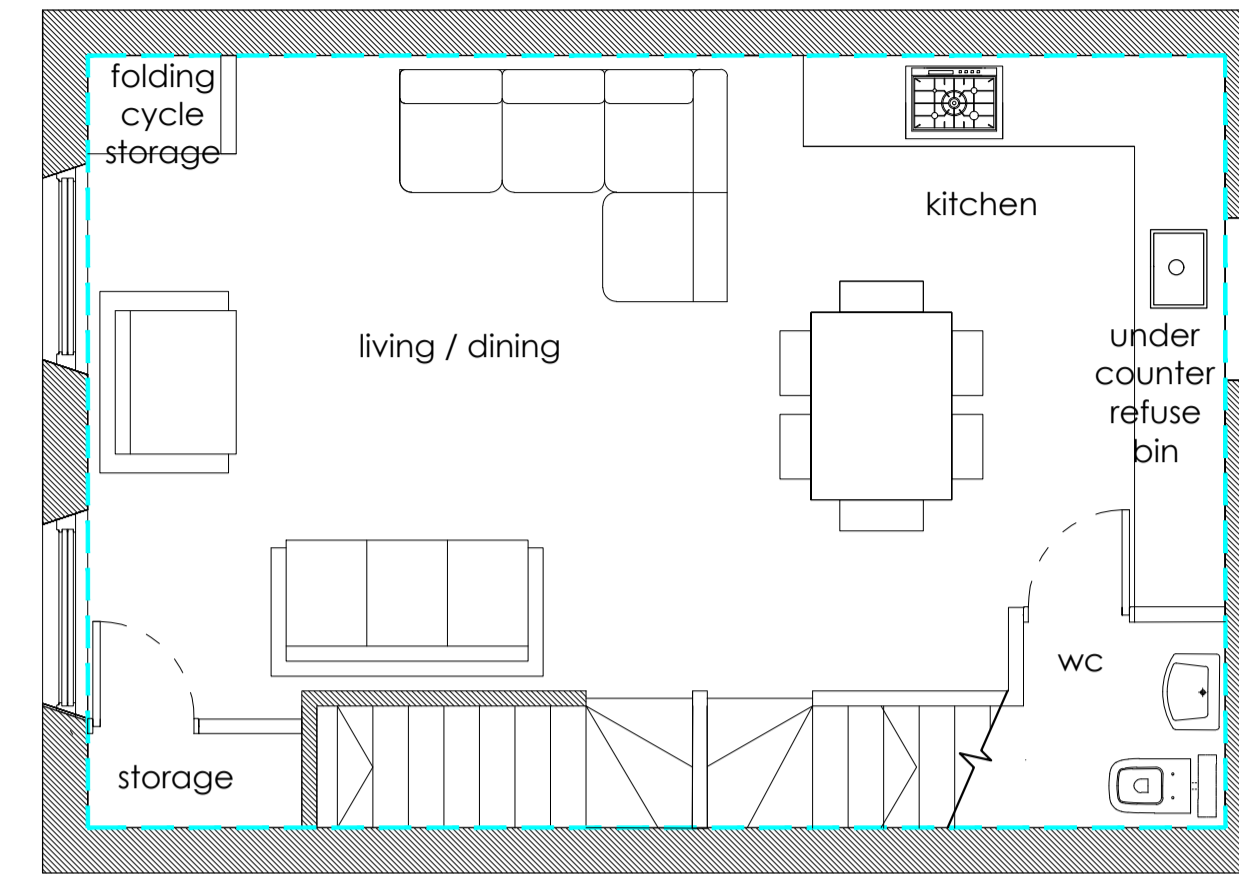 folding
cycle
storage
kitchen
living / dining
under
counter
refuse
bin
wc
storage